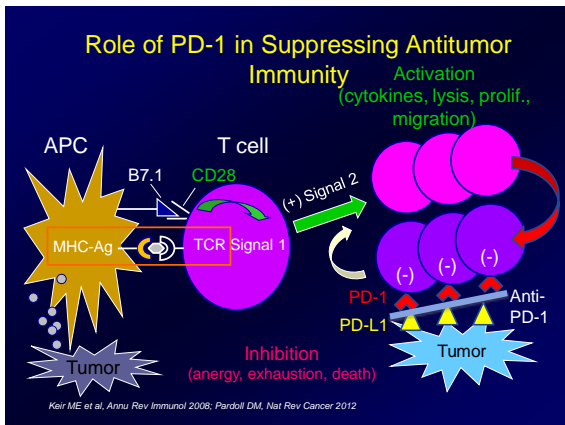 Role of PD-1 in Suppressing Antitumor
Immunity
Activation
(cytokines, lysis, prolif.,
migration)
APC
T cell
B7.1
CD28
(+) Signal 2
MHC-Ag
TCR Signal 1
(-)
(-)
(-)
PD-1
Anti-
PD-1
PD-L1
Tumor
Tumor
Inhibition
(anergy, exhaustion, death)
Keir ME et al, Annu Rev Immunol 2008; Pardoll DM, Nat Rev Cancer 2012